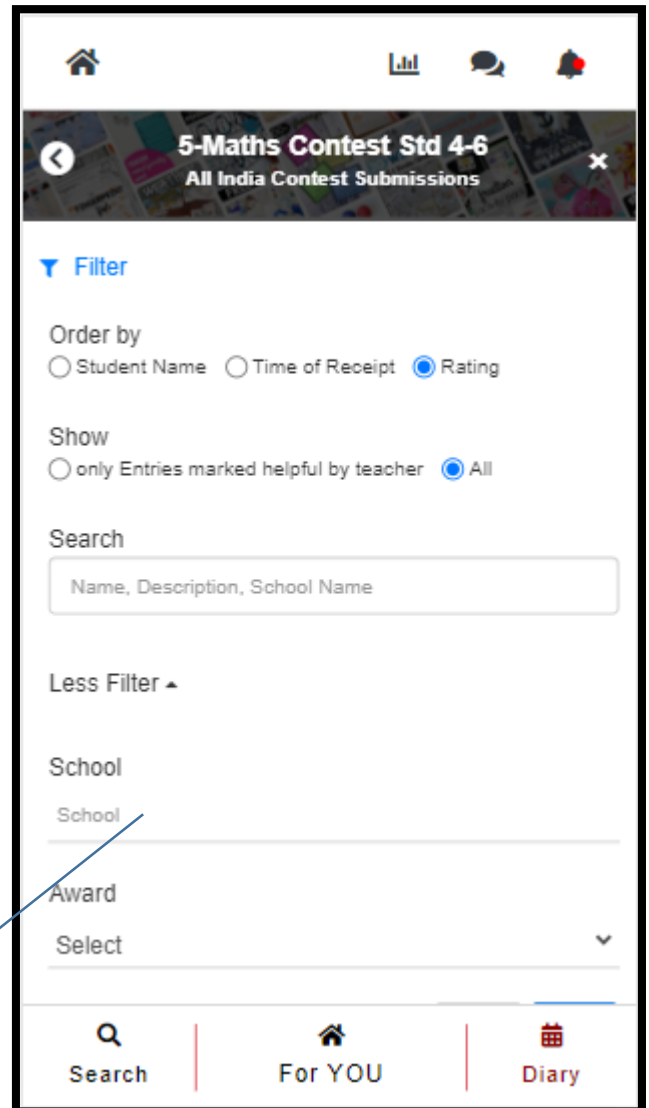 5-Maths Contest Std 4-6
All India Contest Submissions
Filter
Order by
Student Name Time of Receipt Rating
Show
only Entries marked helpful by teacher All
Search
Name, Description, School Name
Less Filter
School
School
Award
Select
Search For YOU Diary